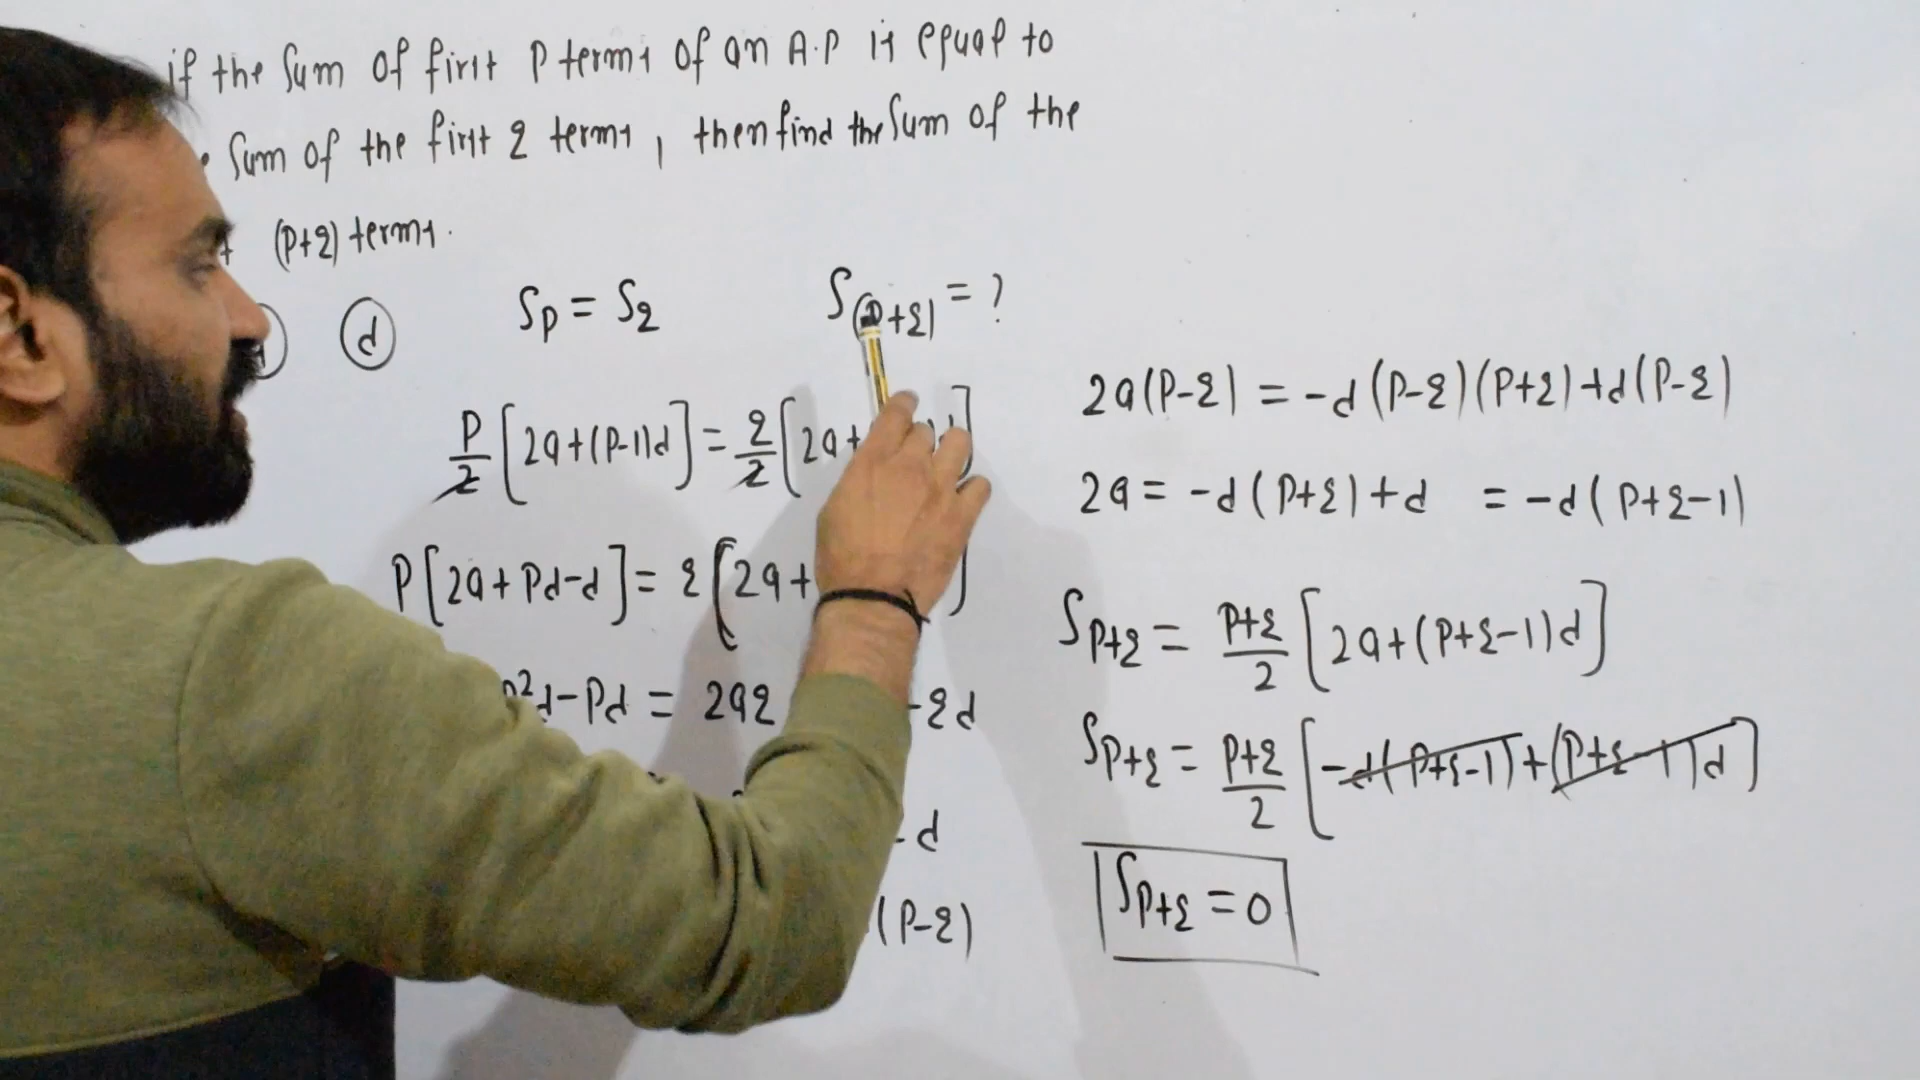 if the Sum of first P terms of an A.P is equal to
Sum of the first q terms, then find the Sum of the
(P+q) terms.
d
Sp = Sq
S(p+q) = ?
P/2 [2a+(P-1)d] = q/2 [2a+
P[2a+Pd-d] = q[2a+ ]
p²d-Pd = 2aq -qd
- d
(P-q)
2a(P-q) = -d(P-q)(P+q)+d(P-q)
2a = -d(P+q)+d = -d(P+q-1)
Sp+q = P+q/2 [2a+(P+q-1)d]
Sp+q = P+q/2 [-d(P+q-1)+(P+q-1)d]
Sp+q = 0